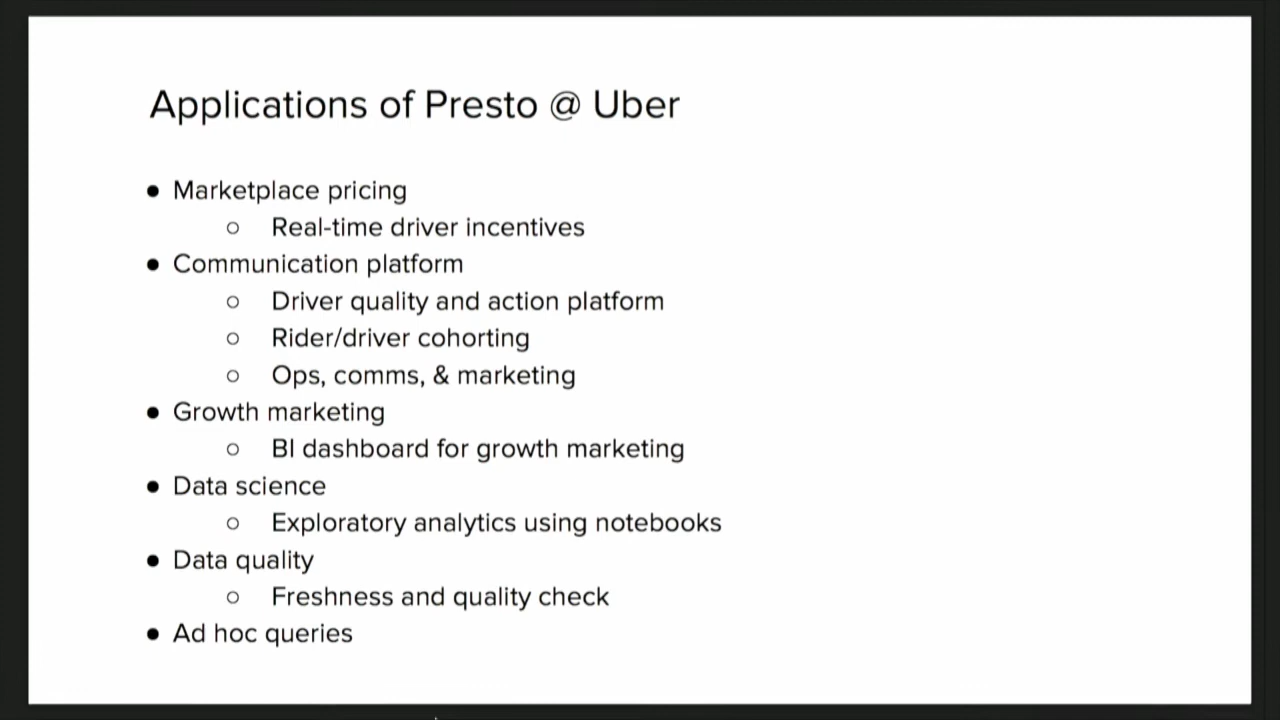 Applications of Presto @ Uber
● Marketplace pricing
○ Real-time driver incentives
● Communication platform
○ Driver quality and action platform
○ Rider/driver cohorting
○ Ops, comms, & marketing
● Growth marketing
○ BI dashboard for growth marketing
● Data science
○ Exploratory analytics using notebooks
● Data quality
○ Freshness and quality check
● Ad hoc queries